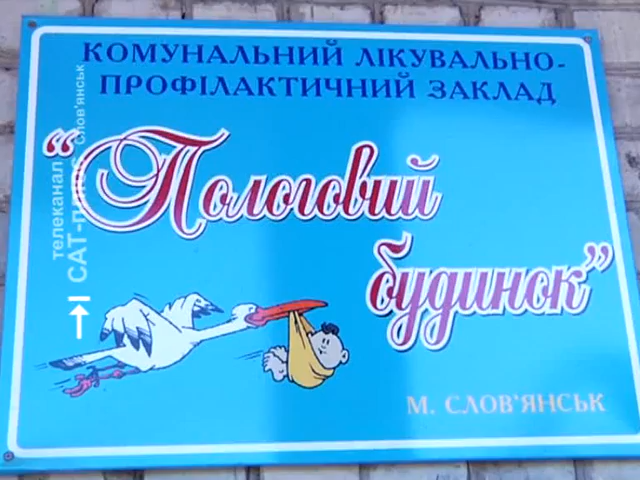 КОМУНАЛЬНИЙ ЛІКУВАЛЬНО-
ПРОФІЛАКТИЧНИЙ ЗАКЛАД
“Пологовий
будинок”
М. СЛОВ'ЯНСЬК
телеканал
САТ-плюс Слов'янськ